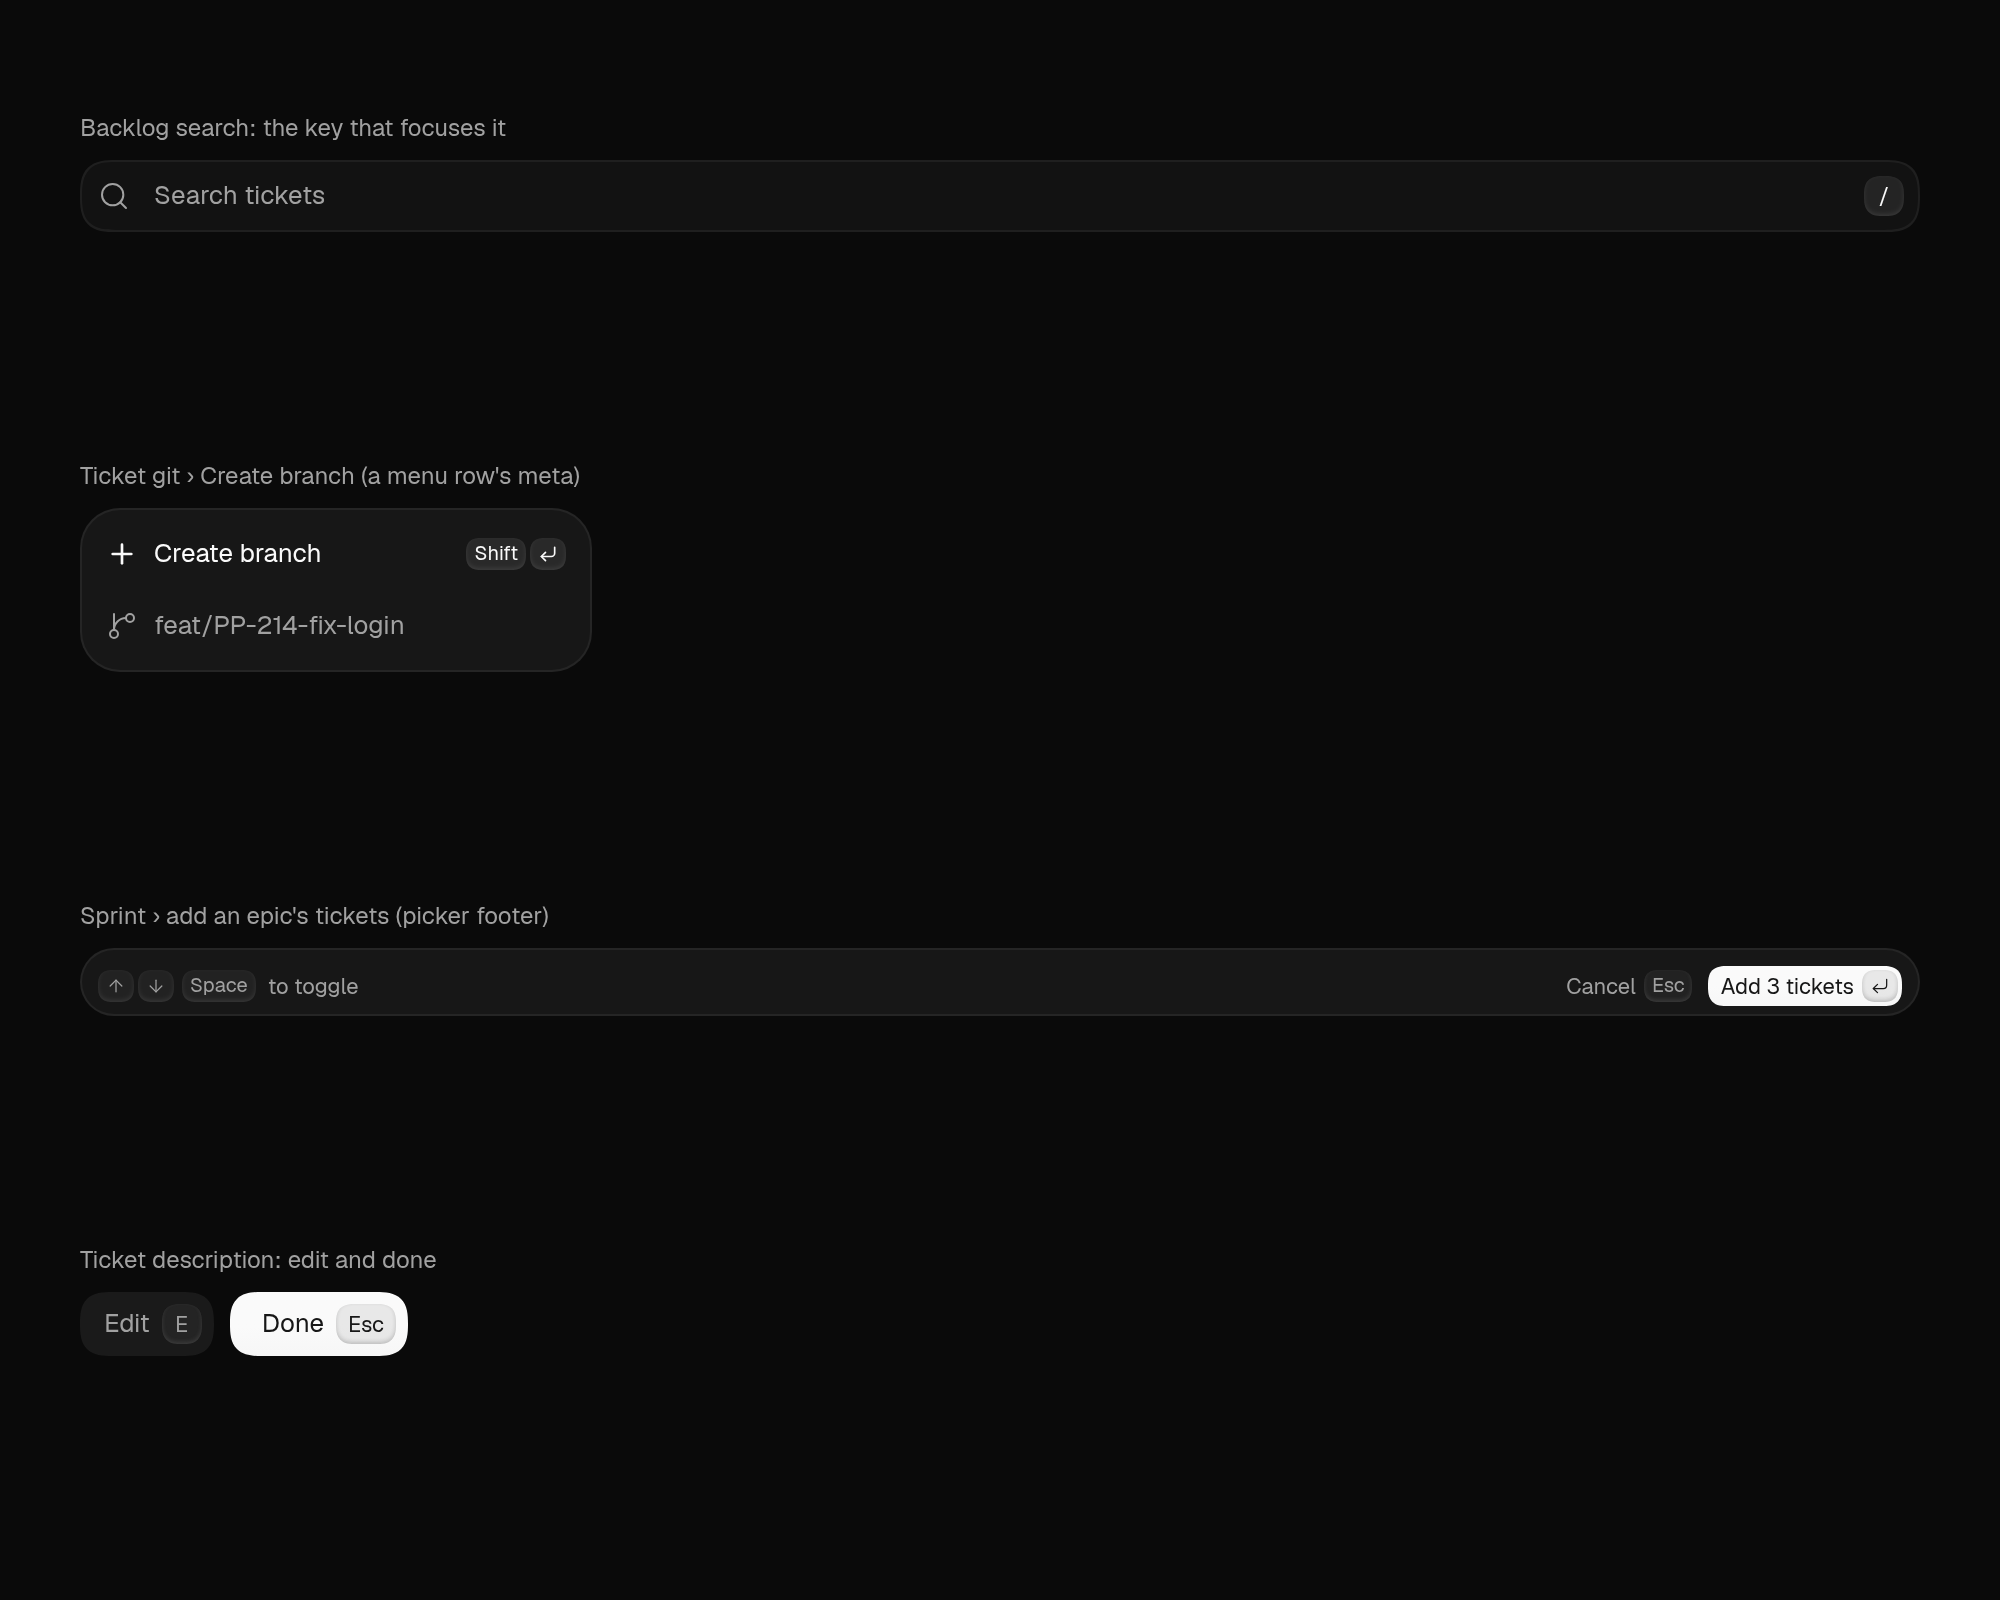 Backlog search: the key that focuses it
Search tickets /
Ticket git › Create branch (a menu row's meta)
Create branch Shift ↵
feat/PP-214-fix-login
Sprint › add an epic's tickets (picker footer)
↑ ↓ Space to toggle Cancel Esc Add 3 tickets ↵
Ticket description: edit and done
Edit E Done Esc